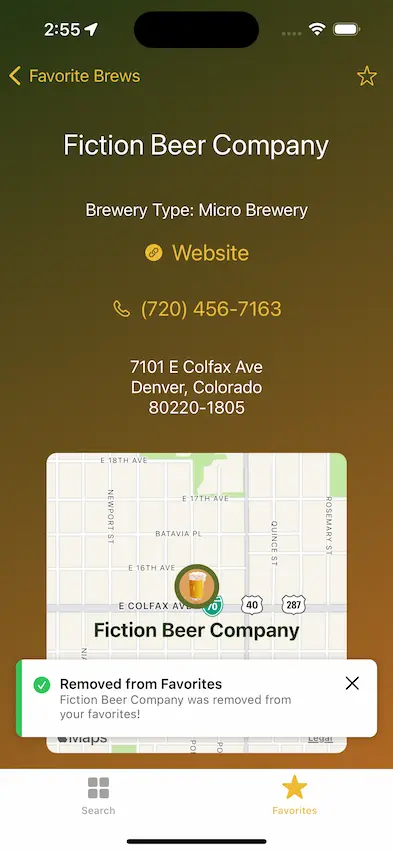 2:55
Favorite Brews
Fiction Beer Company
Brewery Type: Micro Brewery
Website
(720) 456-7163
7101 E Colfax Ave
Denver, Colorado
80220-1805
E 18TH AVE
NEWPORT ST
E 17TH AVE
ROSEMARY ST
QUINCE ST
BATAVIA PL
E 16TH AVE
E COLFAX AVE
70
40
287
Fiction Beer Company
Removed from Favorites
Fiction Beer Company was removed from
your favorites!
Maps
Legal
Search
Favorites